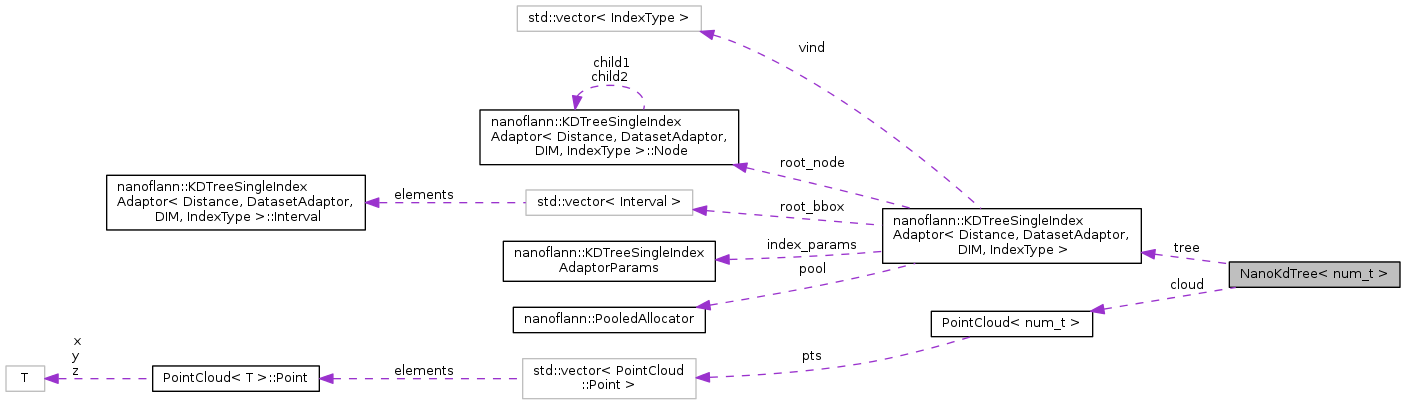 std::vector< IndexType >
vind
child1
child2
nanoflann::KDTreeSingleIndex
Adaptor< Distance, DatasetAdaptor,
DIM, IndexType >::Node
root_node
nanoflann::KDTreeSingleIndex
Adaptor< Distance, DatasetAdaptor,
DIM, IndexType >::Interval
elements
std::vector< Interval >
root_bbox
nanoflann::KDTreeSingleIndex
Adaptor< Distance, DatasetAdaptor,
DIM, IndexType >
index_params
nanoflann::KDTreeSingleIndex
AdaptorParams
pool
tree
NanoKdTree< num_t >
cloud
nanoflann::PooledAllocator
PointCloud< num_t >
x
y
z
T
PointCloud< T >::Point
elements
std::vector< PointCloud
::Point >
pts